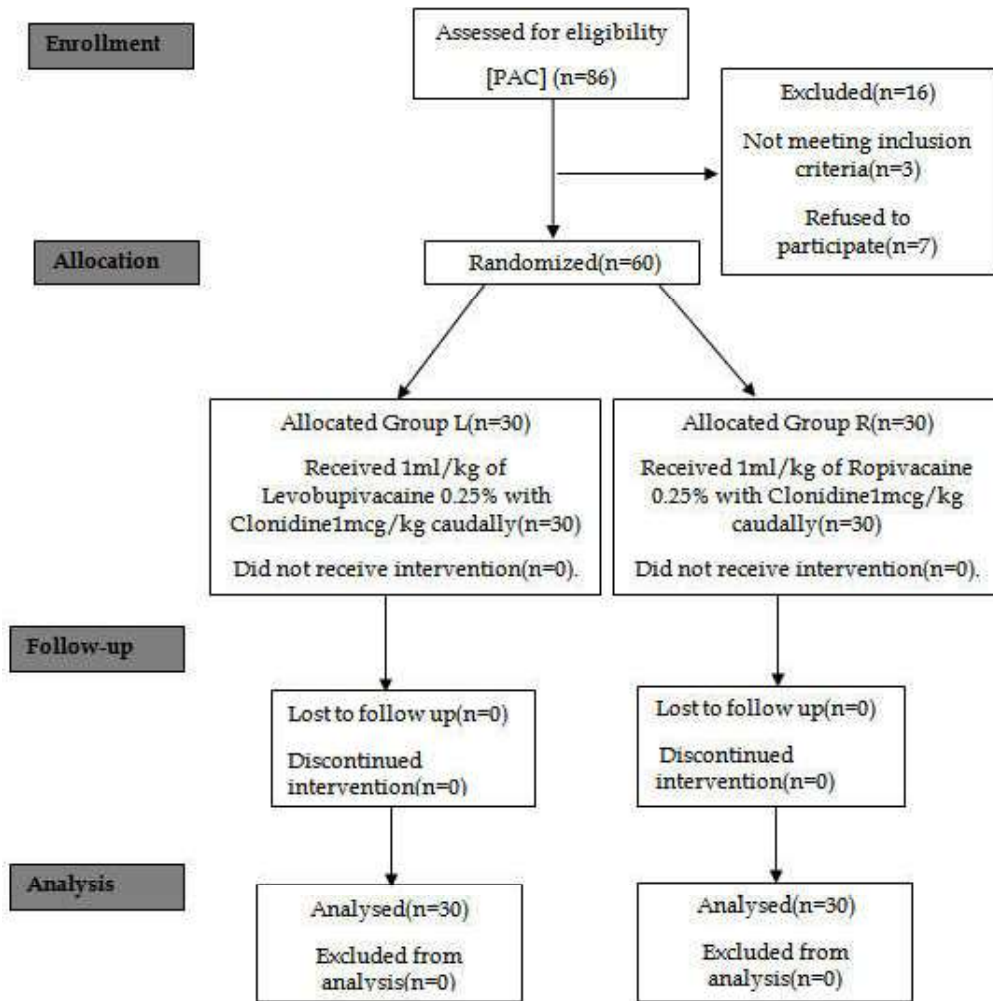 Enrollment
Assessed for eligibility
[PAC] (n=86)
Excluded(n=16)
Not meeting inclusion
criteria(n=3)
Refused to
participate(n=7)
Allocation
Randomized(n=60)
Allocated Group L(n=30)
Received 1ml/kg of
Levobupivacaine 0.25% with
Clonidine1mcg/kg caudally(n=30)
Did not receive intervention(n=0).
Allocated Group R(n=30)
Received 1ml/kg of Ropivacaine
0.25% with Clonidine1mcg/kg
caudally(n=30)
Did not receive intervention(n=0).
Follow-up
Lost to follow up(n=0)
Discontinued
intervention(n=0)
Lost to follow up(n=0)
Discontinued
intervention(n=0)
Analysis
Analysed(n=30)
Excluded from
analysis(n=0)
Analysed(n=30)
Excluded from
analysis(n=0)